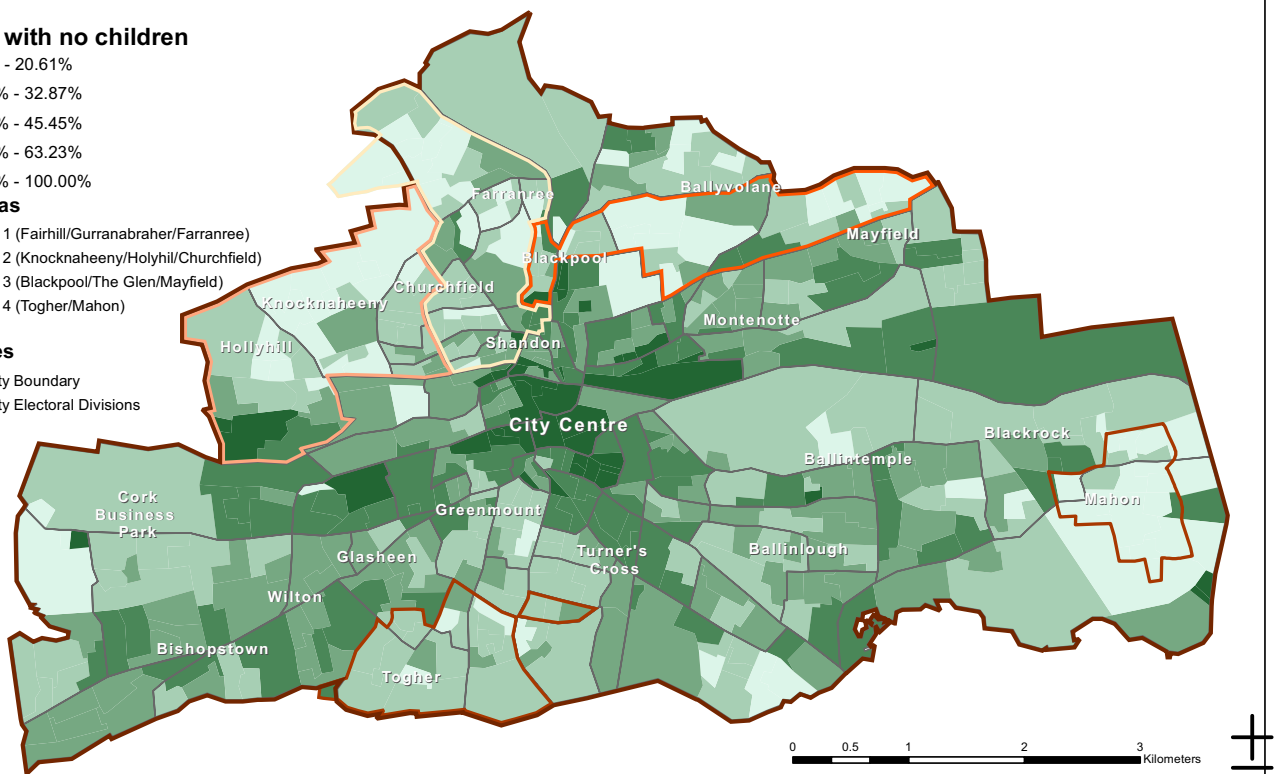 with no children
- 20.61%
% - 32.87%
% - 45.45%
% - 63.23%
% - 100.00%
as
1 (Fairhill/Gurranabraher/Farranree)
2 (Knocknaheeny/Holyhil/Churchfield)
3 (Blackpool/The Glen/Mayfield)
4 (Togher/Mahon)
es
ty Boundary
ty Electoral Divisions
Farranree
Ballyvolane
Mayfield
Blackpool
Churchfield
Knocknaheeny
Montenotte
Hollyhill
Shandon
City Centre
Blackrock
Ballintemple
Cork
Business
Park
Mahon
Greenmount
Glasheen
Turner's
Cross
Ballinlough
Wilton
Bishopstown
Togher
0 0.5 1 2 3
Kilometers